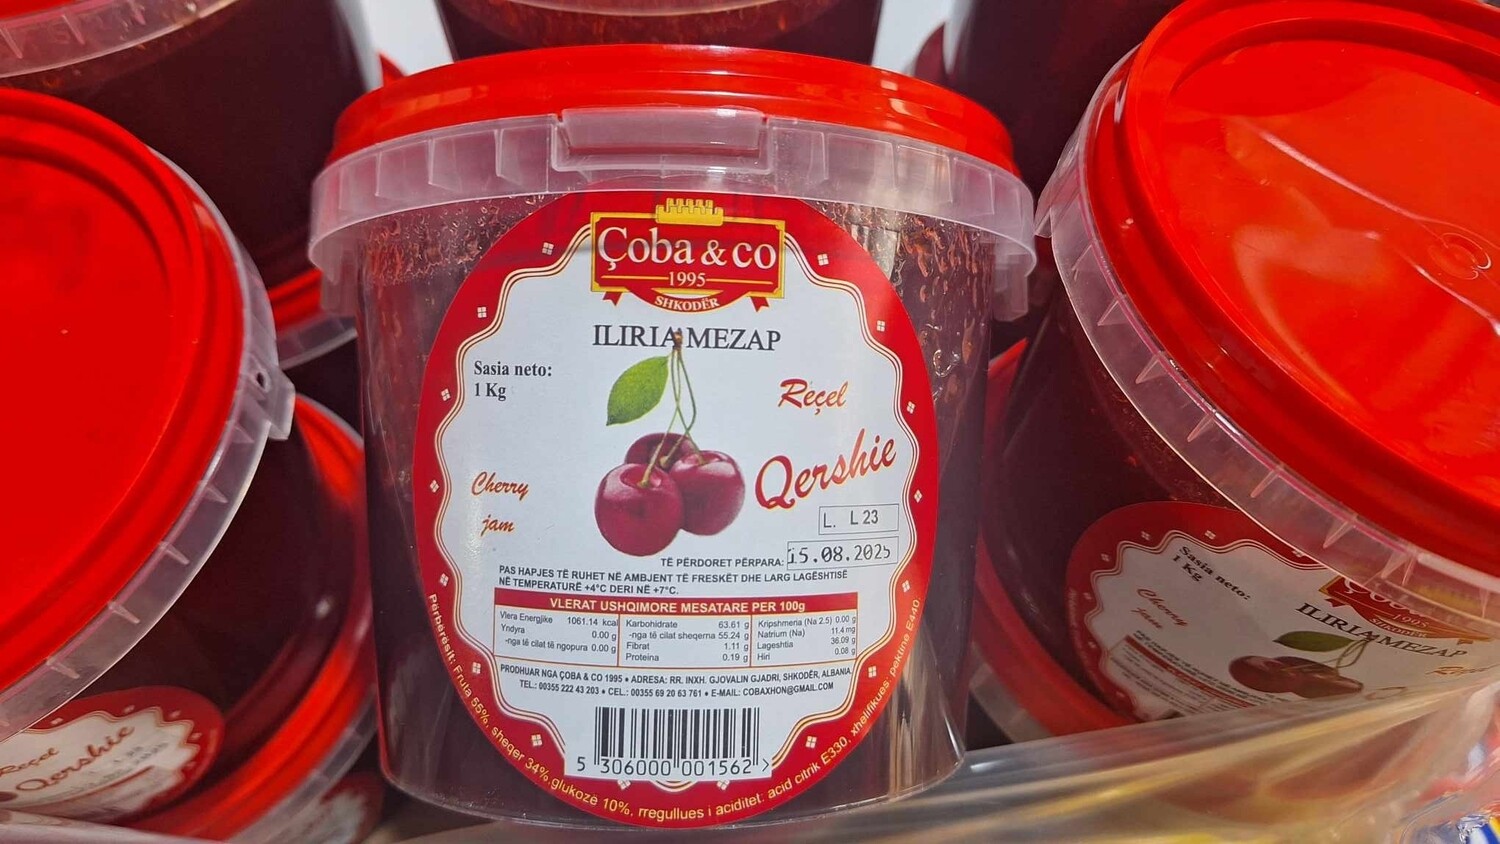 Çoba & co
1995
SHKODËR
ILIRIA MEZAP
Sasia neto:
1 Kg
Reçel
Qershie
Cherry
jam
L. L 23
TË PËRDORET PËRPARA: 15.08.2025
PAS HAPJES TË RUHET NË AMBJENT TË FRESKËT DHE LARG LAGËSHTISË
NË TEMPERATURË +4°C DERI NË +7°C.
VLERAT USHQIMORE MESATARE PER 100g
Vlera Energjike 1061.14 kcal
Yndyra 0.00 g
-nga të cilat të ngopura 0.00 g
Karbohidrate 63.61 g
-nga të cilat sheqerna 55.24 g
Fibrat 1.11 g
Proteina 0.19 g
Kripshmeria (Na 2.5) 0.00 g
Natrium (Na) 11.4 mg
Lageshtia 36.09 g
Hiri 0.08 g
PRODHUAR NGA ÇOBA & CO 1995 • ADRESA: RR. INXH. GJOVALIN GJADRI, SHKODËR, ALBANIA.
TEL.: 00355 222 43 203 • CEL.: 00355 69 20 63 761 • E-MAIL: COBAXHON@GMAIL.COM
5 306000 001562 >
Përbërësit: Fruta 55%, sheqer 34%, glukozë 10%, rregullues i aciditet: acid citrik E330, xhelifikues: pektine E440.
Reçel
Qershie
Sasia neto:
1 Kg
Cherry
jam
1995
SHKODËR
ILIRIA MEZAP